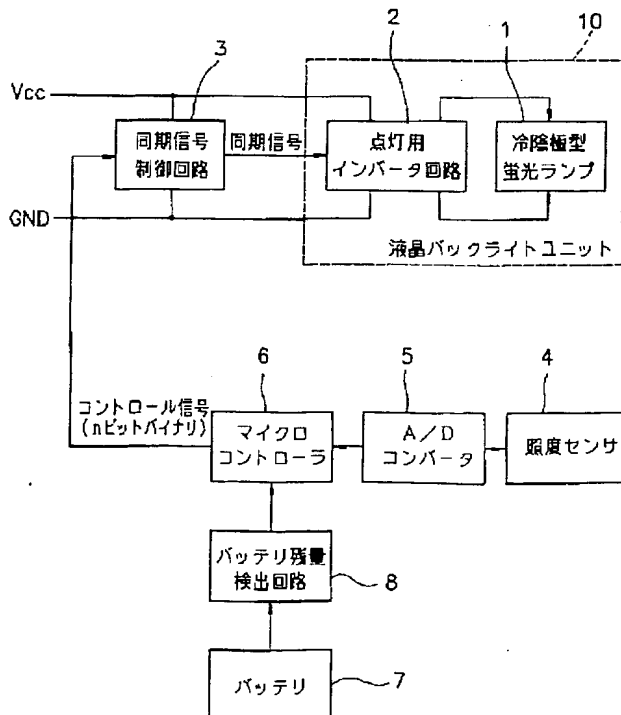 10
3
2
1
Vcc
同期信号
制御回路
同期信号
点灯用
インバータ回路
冷陰極型
蛍光ランプ
GND
液晶バックライトユニット
6
5
4
コントロール信号
(nビットバイナリ)
マイクロ
コントローラ
A/D
コンバータ
照度センサ
バッテリ残量
検出回路
8
バッテリ
7